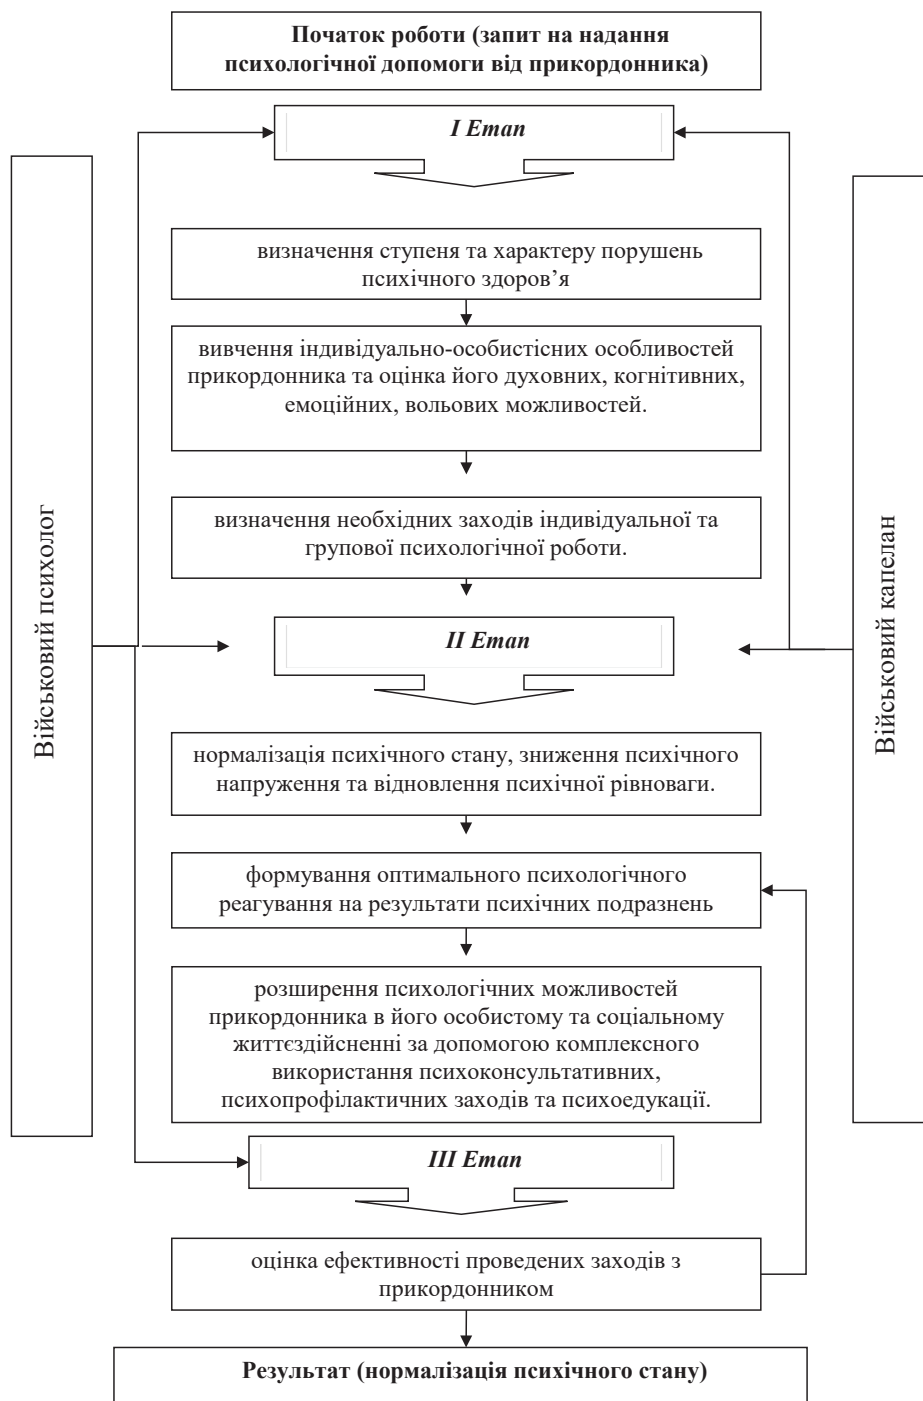 Початок роботи (запит на надання
психологічної допомоги від прикордонника)
I Етап
визначення ступеня та характеру порушень
психічного здоров’я
вивчення індивідуально-особистісних особливостей
прикордонника та оцінка його духовних, когнітивних,
емоційних, вольових можливостей.
визначення необхідних заходів індивідуальної та
групової психологічної роботи.
Військовий психолог
Військовий капелан
II Етап
нормалізація психічного стану, зниження психічного
напруження та відновлення психічної рівноваги.
формування оптимального психологічного
реагування на результати психічних подразнень
розширення психологічних можливостей
прикордонника в його особистому та соціальному
життєздійсненні за допомогою комплексного
використання психоконсультативних,
психопрофілактичних заходів та психоедукації.
III Етап
оцінка ефективності проведених заходів з
прикордонником
Результат (нормалізація психічного стану)